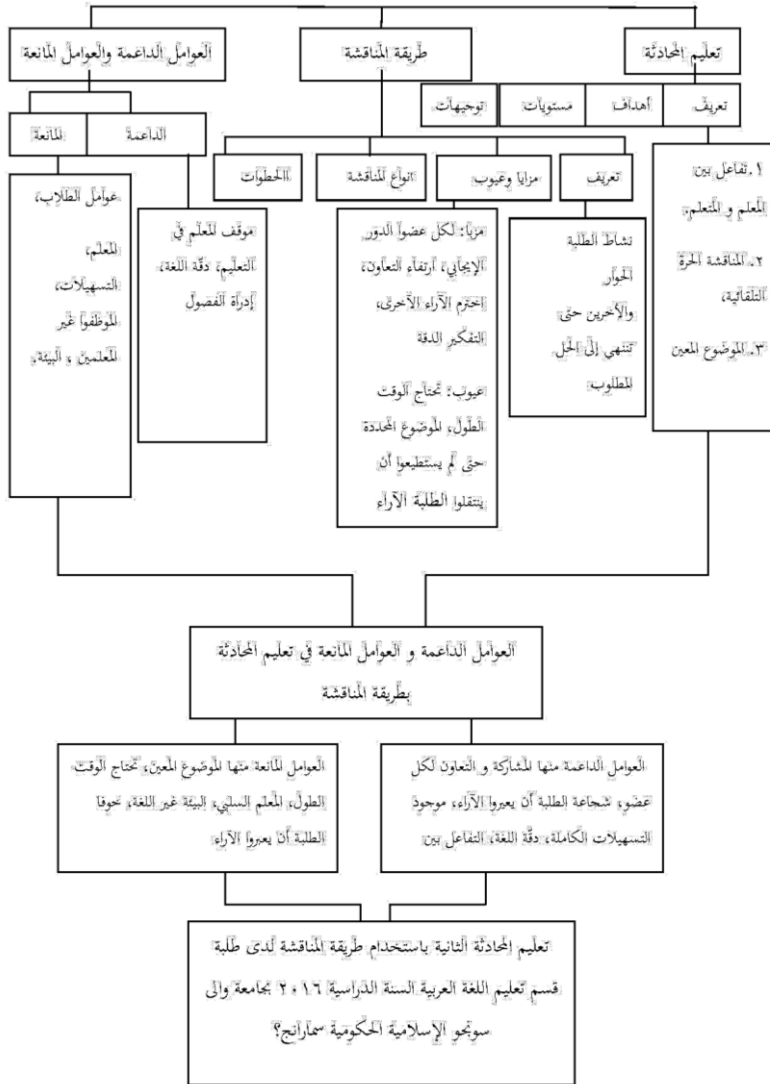 تعليم المحادثة
طريقة المناقشة
العوامل الداعمة والعوامل المانعة
تعريف
أهداف
مستويات
توجيهات
الداعمة
المانعة
تعريف
مزايا وعيوب
انواع المناقشة
االخطوات
١. تفاعل بين
المعلم و المتعلم،
٢. المناقشة الحرة
التلقائية،
٣. الموضوع المعين
نشاط الطلبة
الحوار
والأخرين حتى
تنتهي إلى الحل
المطلوب
مزيا: لكل عضوا الدور
الإيجابي، ارتفاع التعاون،
احترم الآراء الأخرى،
التفكير الدقة
عيوب: تحتاج الوقت
الطول، الموضوع المحددة
حتى لم يستطيعوا أن
ينتقلوا الطلبة الآراء
موقف المعلم في
التعليم، دقة اللغة،
إدراة الفصول
عوامل الطلاب،
المعلم،
التسهيلات،
الموظفوا غير
المعلمين ، البيئة،
العوامل الداعمة و العوامل المانعة في تعليم المحادثة
بطريقة المناقشة
العوامل الداعمة منها المشاركة و التعاون لكل
عضو، شجاعة الطلبة أن يعبروا الآراء، موجود
التسهيلات الكاملة، دقّة اللغة، التفاعل بين
العوامل المانعة منها الموضوع المعين، تحتاج الوقت
الطول، المعلم السلبي، البيئة غير اللغة، خوفا
الطلبة أن يعبروا الآراء
تعليم المحادثة الثانية باستخدام طريقة المناقشة لدى طلبة
قسم تعليم اللغة العربية السنة الدراسية ٢٠١٦ بجامعة والى
سونجو الإسلامية الحكومية سمارانج؟